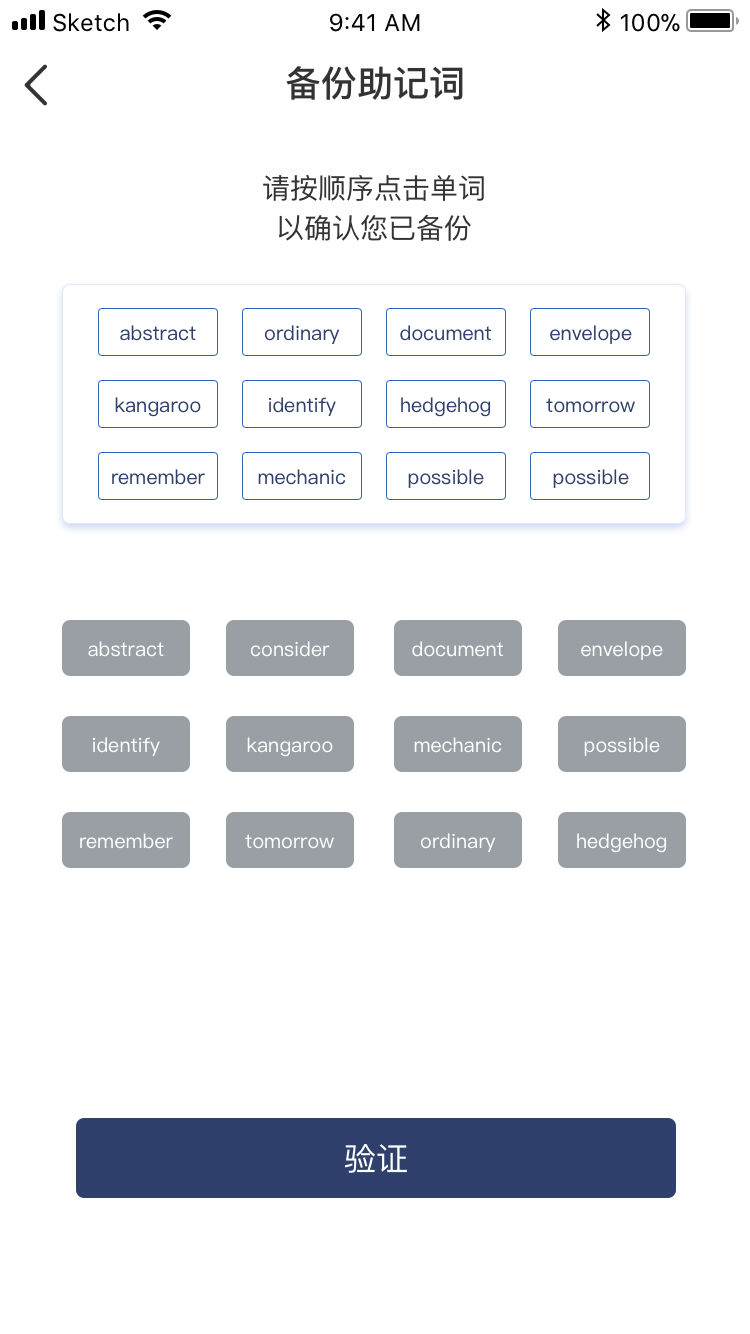 Sketch 9:41 AM 100%
备份助记词
请按顺序点击单词
以确认您已备份
abstract ordinary document envelope
kangaroo identify hedgehog tomorrow
remember mechanic possible possible
abstract consider document envelope
identify kangaroo mechanic possible
remember tomorrow ordinary hedgehog
验证